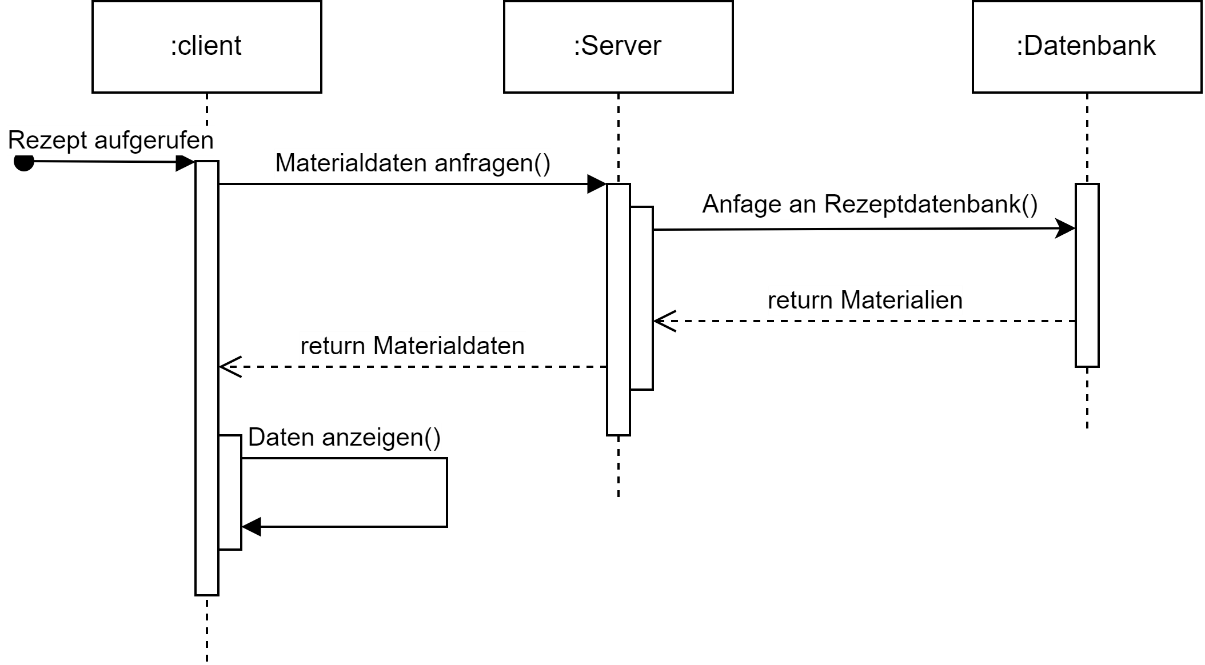 :client
:Server
:Datenbank
Rezept aufgerufen
Materialdaten anfragen()
Anfage an Rezeptdatenbank()
return Materialien
return Materialdaten
Daten anzeigen()